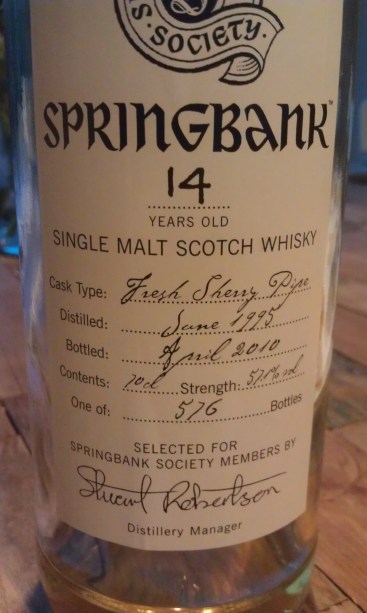 S · SOCIETY ·
SPRINGBANK™
14
YEARS OLD
SINGLE MALT SCOTCH WHISKY
Cask Type: Fresh Sherry Pipe
Distilled: June 1995
Bottled: April 2010
Contents: 70cl Strength: 57.1% vol
One of: 576 Bottles
SELECTED FOR
SPRINGBANK SOCIETY MEMBERS BY
Stuart Robertson
Distillery Manager